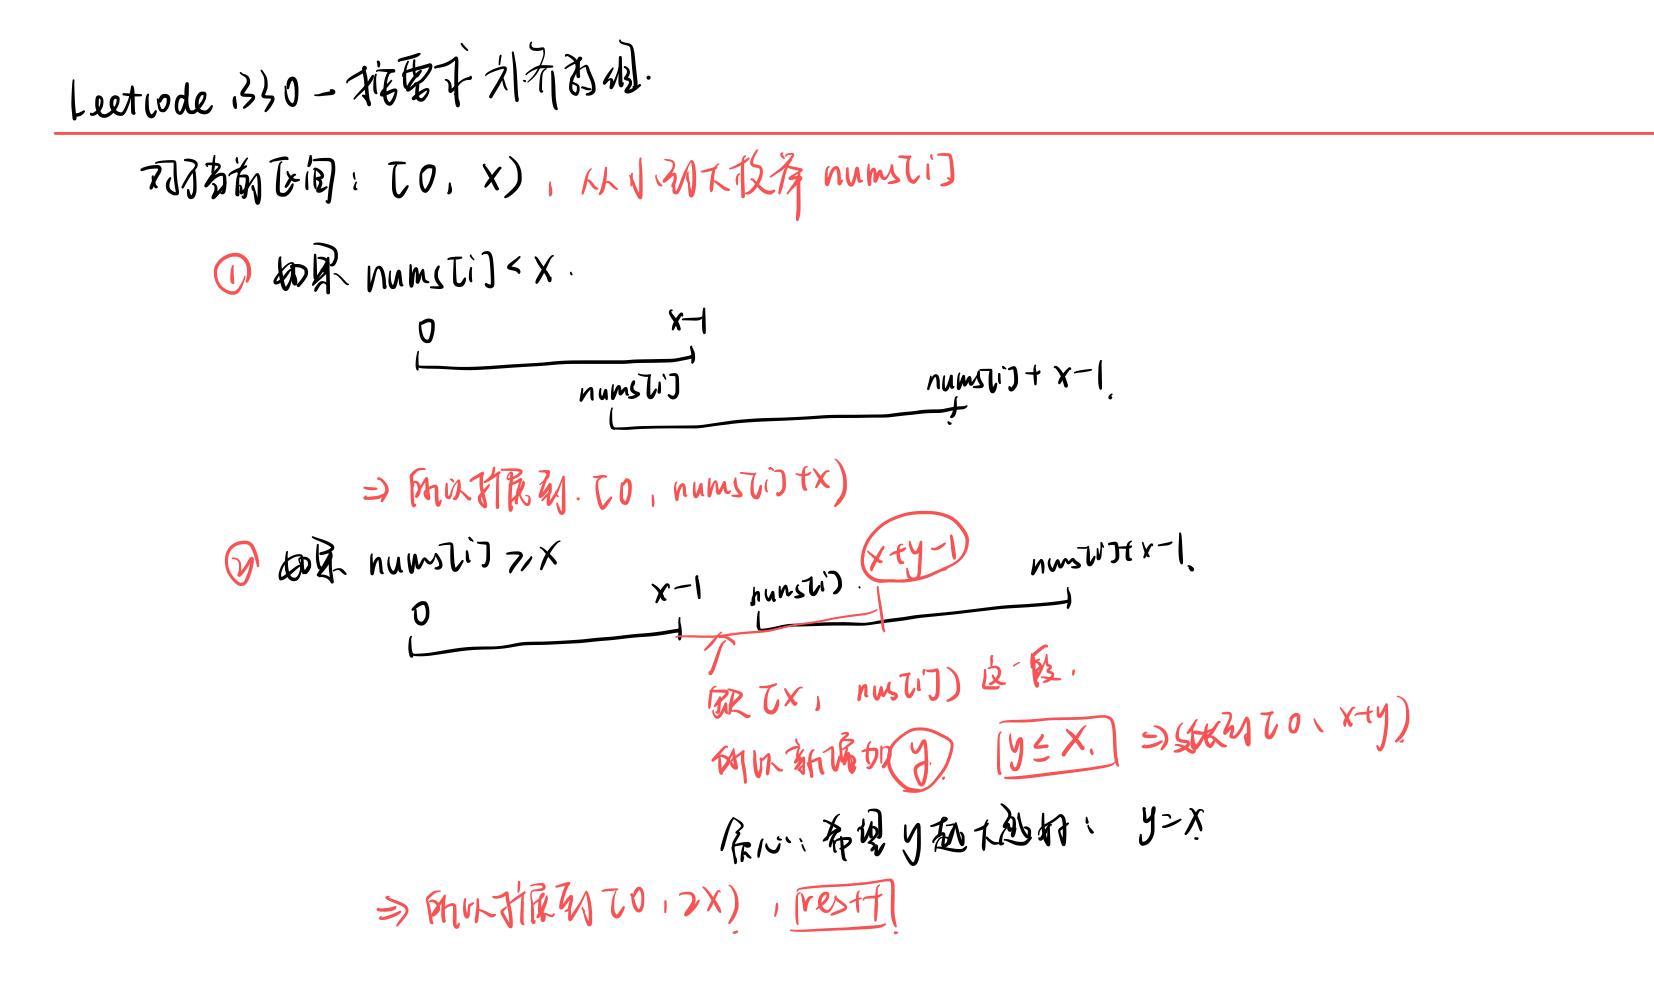 Leetcode 330 - 按要求补齐数组.
对于当前区间: [0, x), 从小到大枚举 nums[i]
① 如果 nums[i] < x.
0 x-1
nums[i] nums[i] + x-1.
⇒ 所以扩展到. [0, nums[i]+x)
② 如果 nums[i] ≥ x
0 x-1 nums[i]. x+y-1 nums[i]+x-1.
缺 [x, nus[i]) 这一段.
所以新增加 y y ≤ x. ⇒ 到 [0, x+y)
贪心: 希望 y 越大越好: y=x
⇒ 所以扩展到 [0, 2x), res++